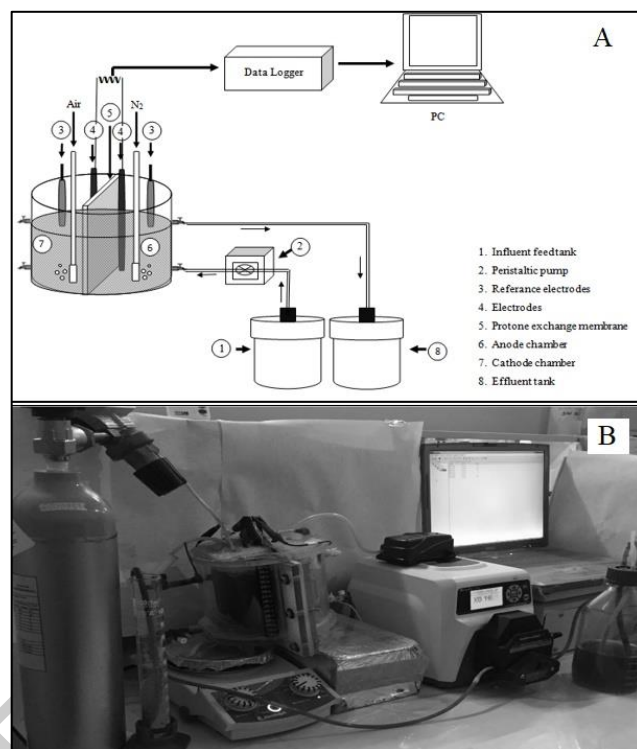 A
Data Logger
PC
Air
N₂
5
3
4
4
3
7
6
2
1
8
1. Influent feed tank
2. Peristaltic pump
3. Referance electrodes
4. Electrodes
5. Protone exchange membrane
6. Anode chamber
7. Cathode chamber
8. Effluent tank
B